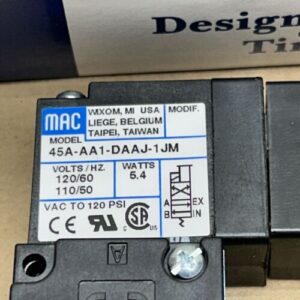 Design
Tin
MAC
WIXOM, MI USA
LIEGE, BELGIUM
TAIPEI, TAIWAN
MODIF.
MODEL
45A-AA1-DAAJ-1JM
VOLTS / HZ. WATTS
120/60 5.4
110/50
VAC TO 120 PSI
A B EX IN
CE